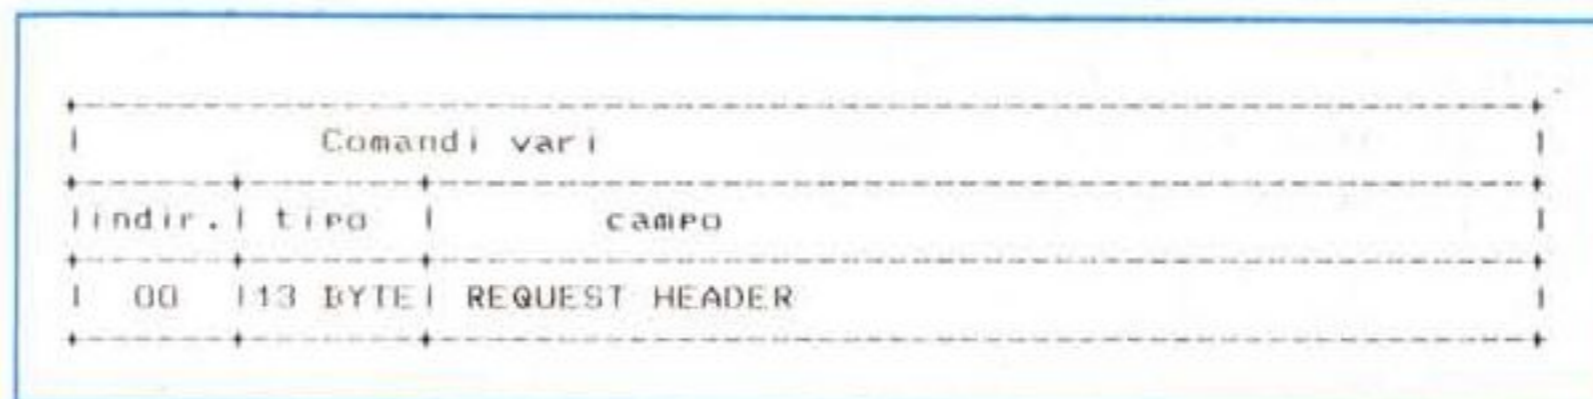 Comandi vari
indir. tipo campo
00 13 BYTE REQUEST HEADER